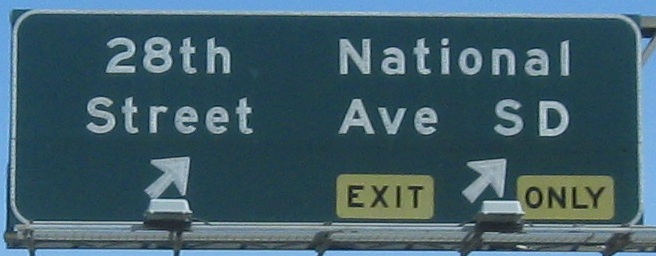 28th
Street
National
Ave SD
EXIT ONLY